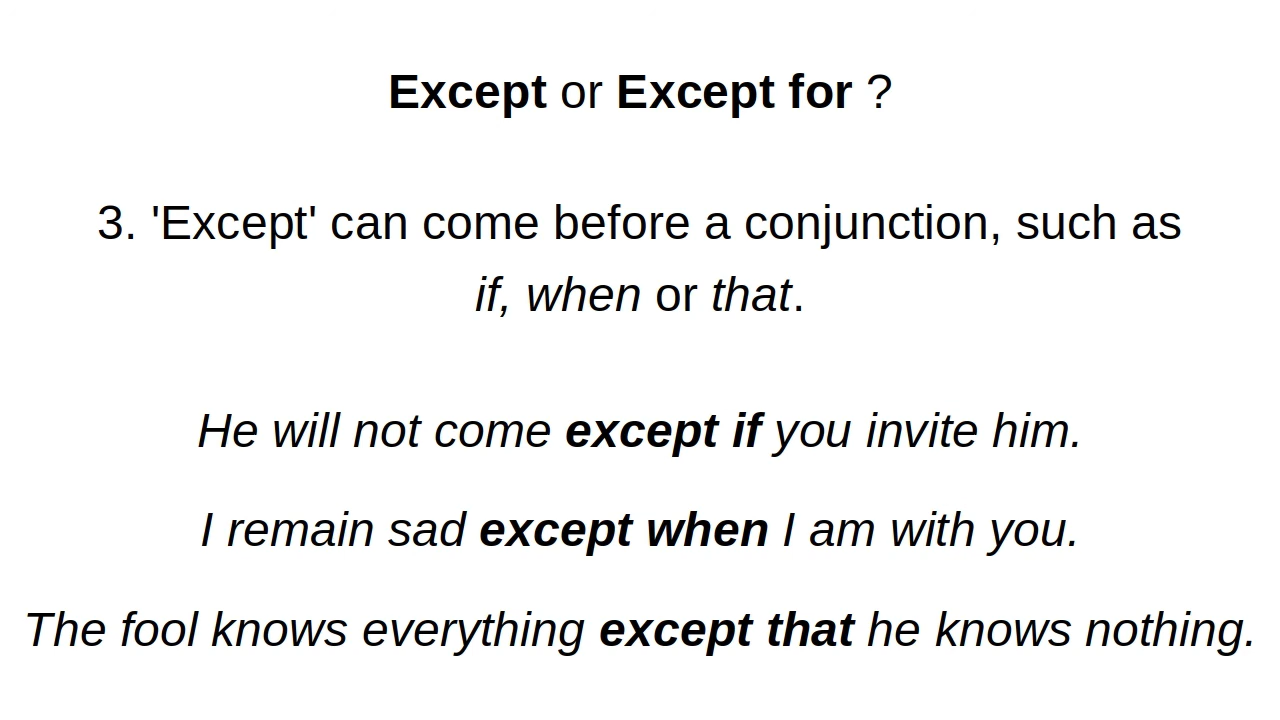 Except or Except for ?
3. 'Except' can come before a conjunction, such as
if, when or that.
He will not come except if you invite him.
I remain sad except when I am with you.
The fool knows everything except that he knows nothing.